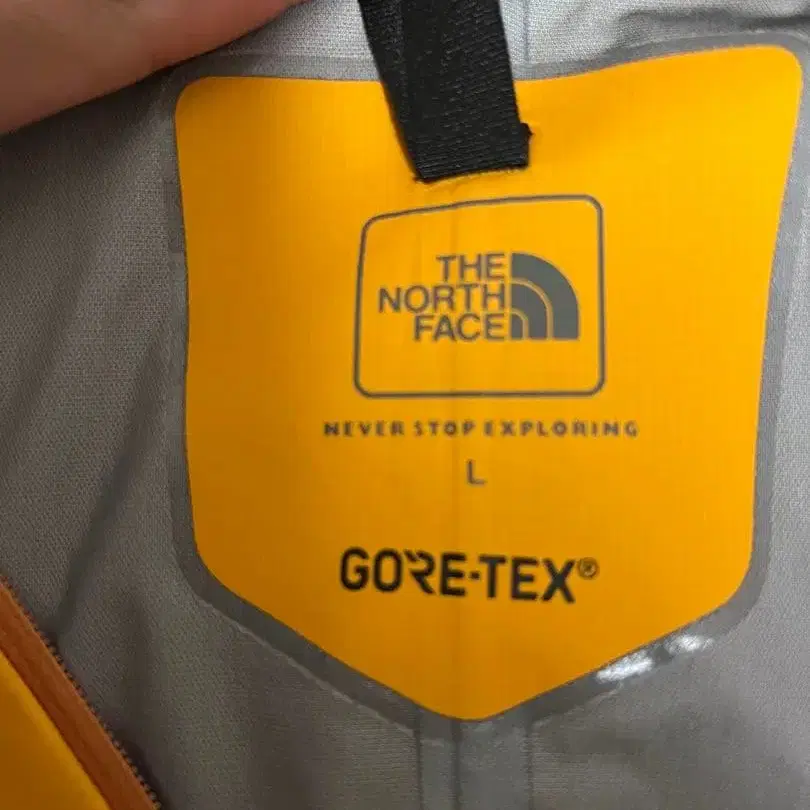 THE
NORTH
FACE
NEVER STOP EXPLORING
L
GORE-TEX®